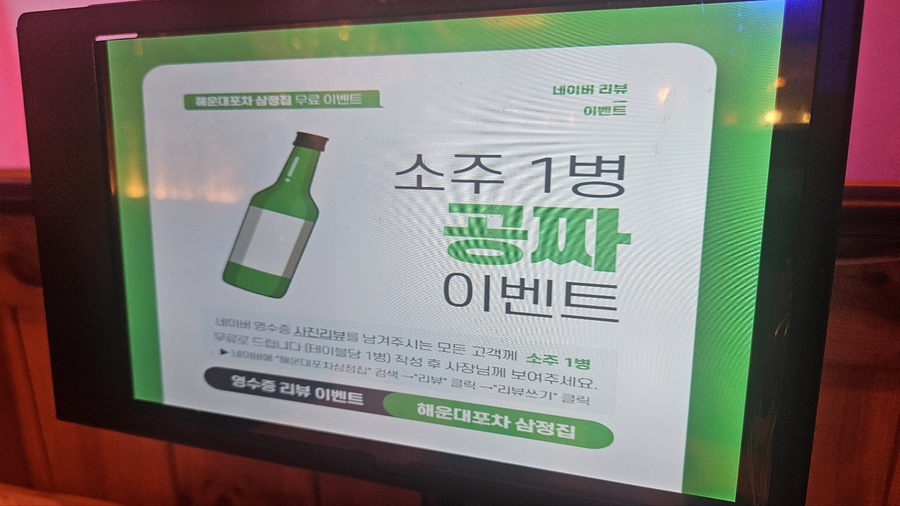 해운대포차 삼정집 무료 이벤트
네이버 리뷰
이벤트
소주 1병
공짜
이벤트
네이버 영수증 사진리뷰를 남겨주시는 모든 고객께 소주 1병
무료로 드립니다 (테이블당 1병) 작성 후 사장님께 보여주세요.
▶ 네이버에 "해운대포차삼정집" 검색 →"리뷰" 클릭 →"리뷰쓰기" 클릭
영수증 리뷰 이벤트
해운대포차 삼정집